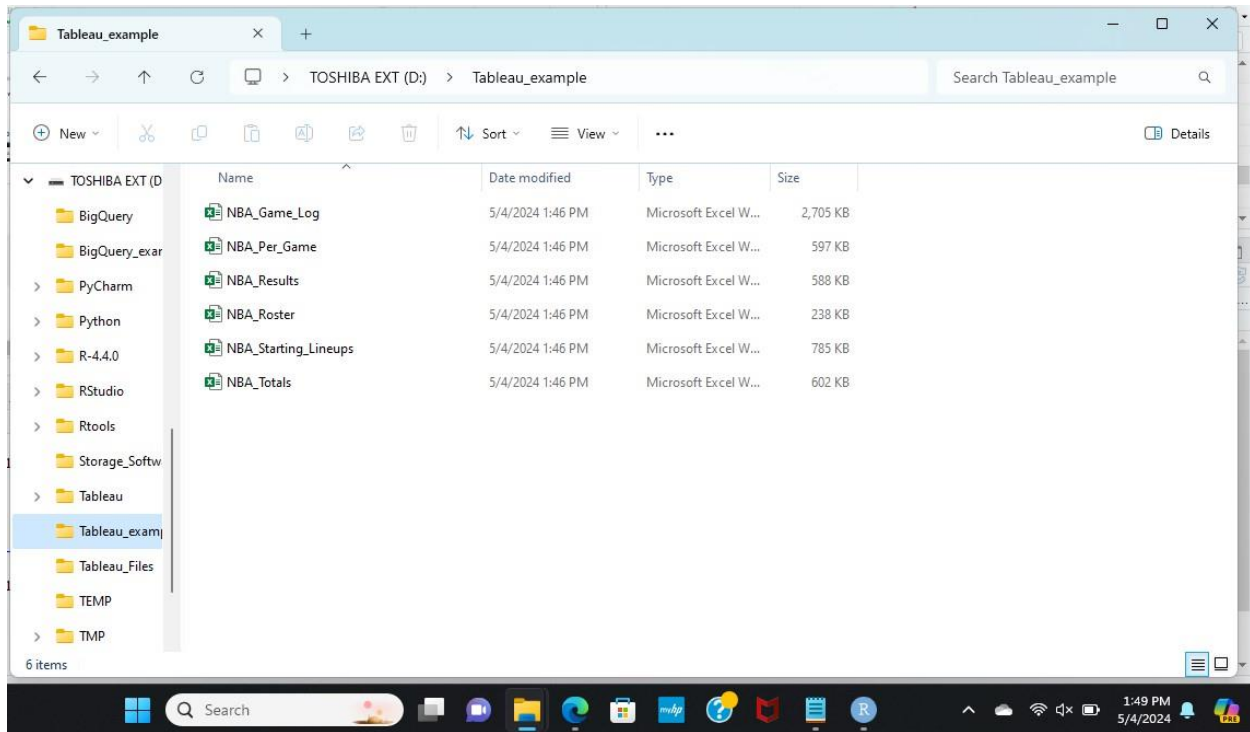 Tableau_example
TOSHIBA EXT (D:) > Tableau_example
Search Tableau_example
New
Sort
View
Details
TOSHIBA EXT (D
BigQuery
BigQuery_exar
PyCharm
Python
R-4.4.0
RStudio
Rtools
Storage_Softw
Tableau
Tableau_examp
Tableau_Files
TEMP
TMP
Name Date modified Type Size
NBA_Game_Log 5/4/2024 1:46 PM Microsoft Excel W... 2,705 KB
NBA_Per_Game 5/4/2024 1:46 PM Microsoft Excel W... 597 KB
NBA_Results 5/4/2024 1:46 PM Microsoft Excel W... 588 KB
NBA_Roster 5/4/2024 1:46 PM Microsoft Excel W... 238 KB
NBA_Starting_Lineups 5/4/2024 1:46 PM Microsoft Excel W... 785 KB
NBA_Totals 5/4/2024 1:46 PM Microsoft Excel W... 602 KB
6 items
Search
myhp
R
1:49 PM
5/4/2024
PRE